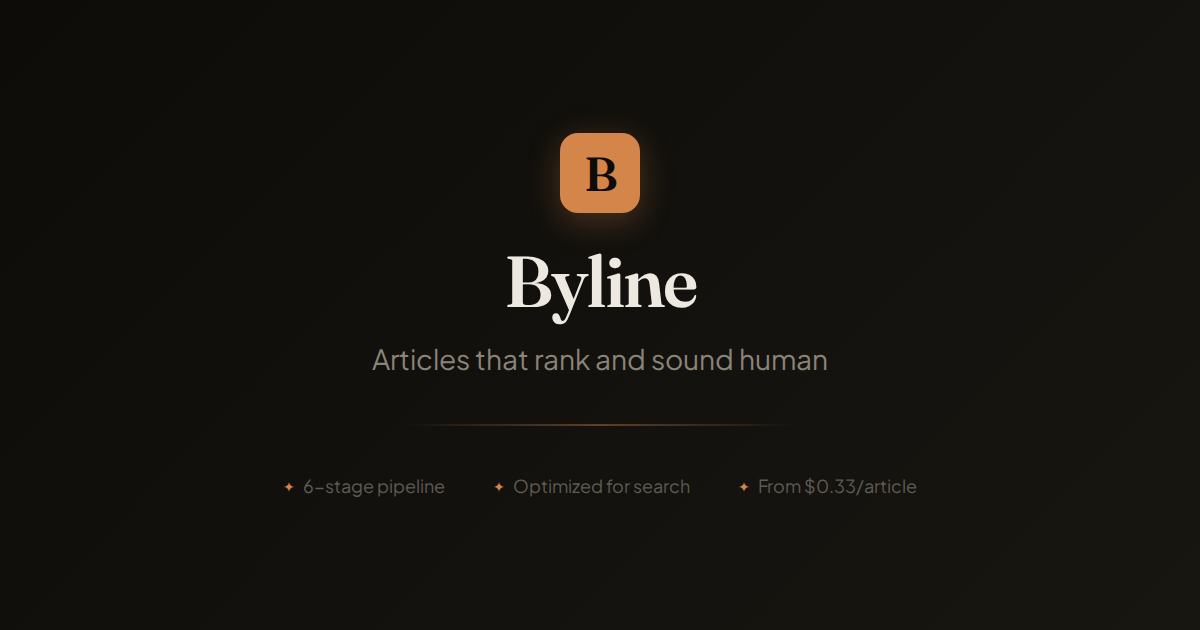 B
Byline
Articles that rank and sound human
✦ 6-stage pipeline ✦ Optimized for search ✦ From $0.33/article